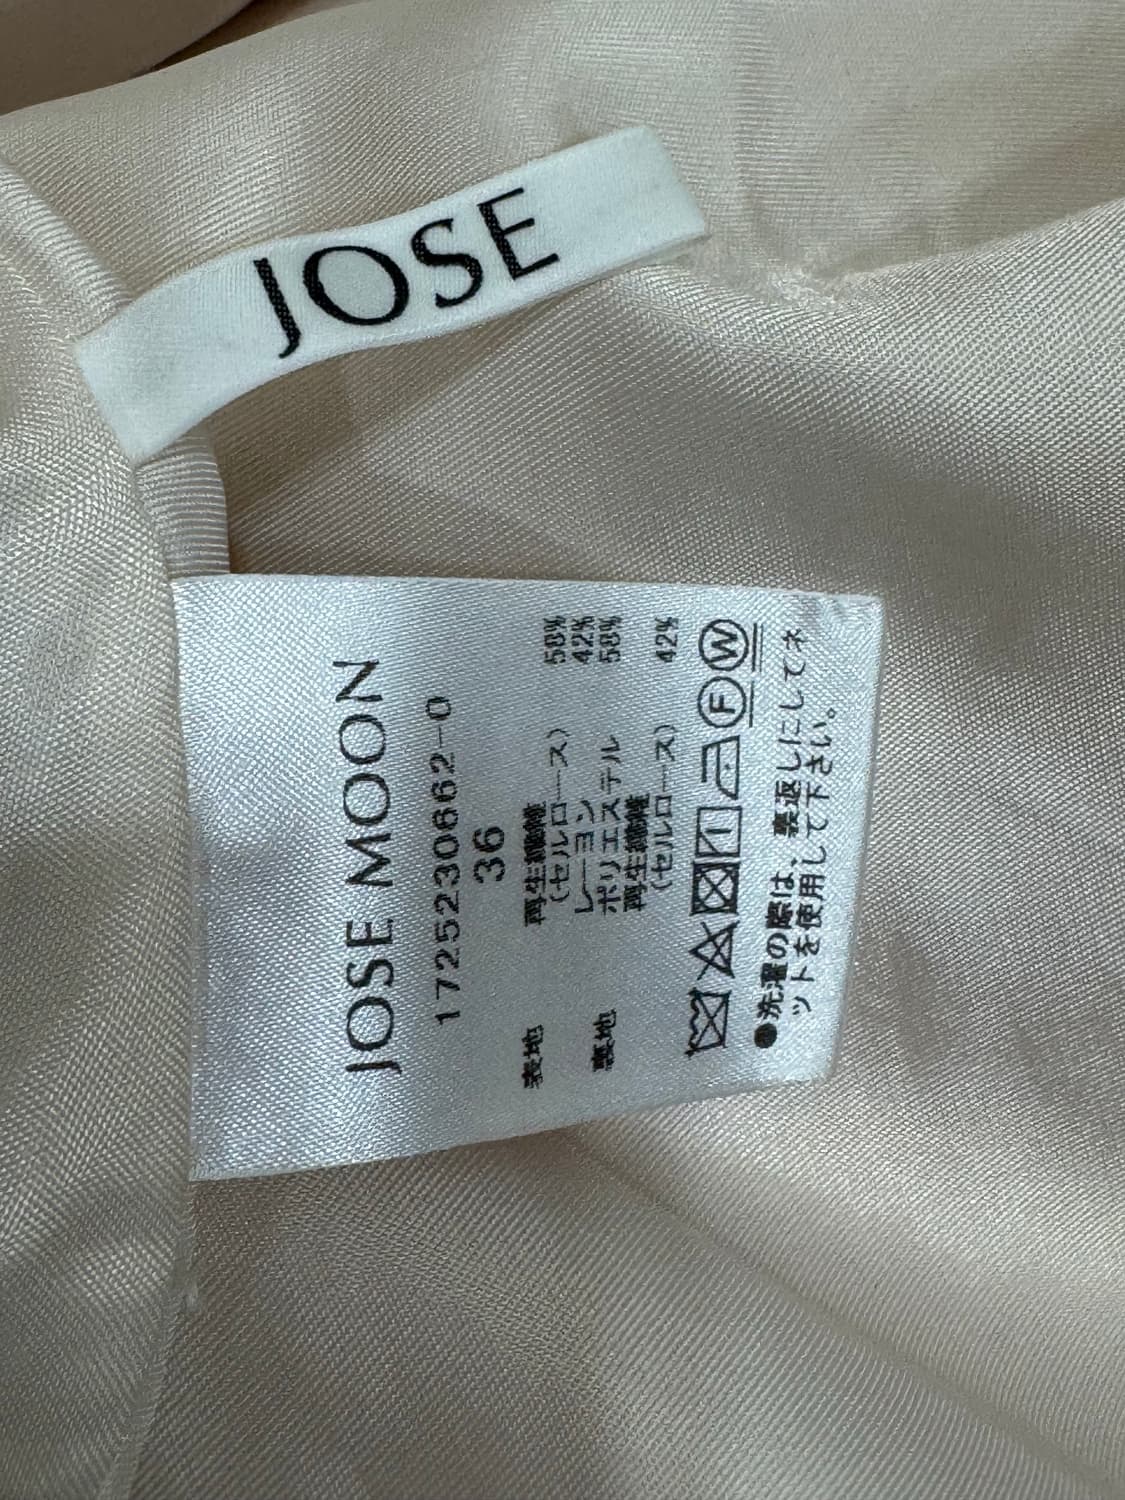 JOSE
JOSE MOON
1725230662-0
36
表地 再生繊維 58%
(セルロース)
レーヨン 42%
裏地 ポリエステル 58%
再生繊維
(セルロース) 42%
F W
●洗濯の際は、裏返しにしてネ
ットを使用して下さい。